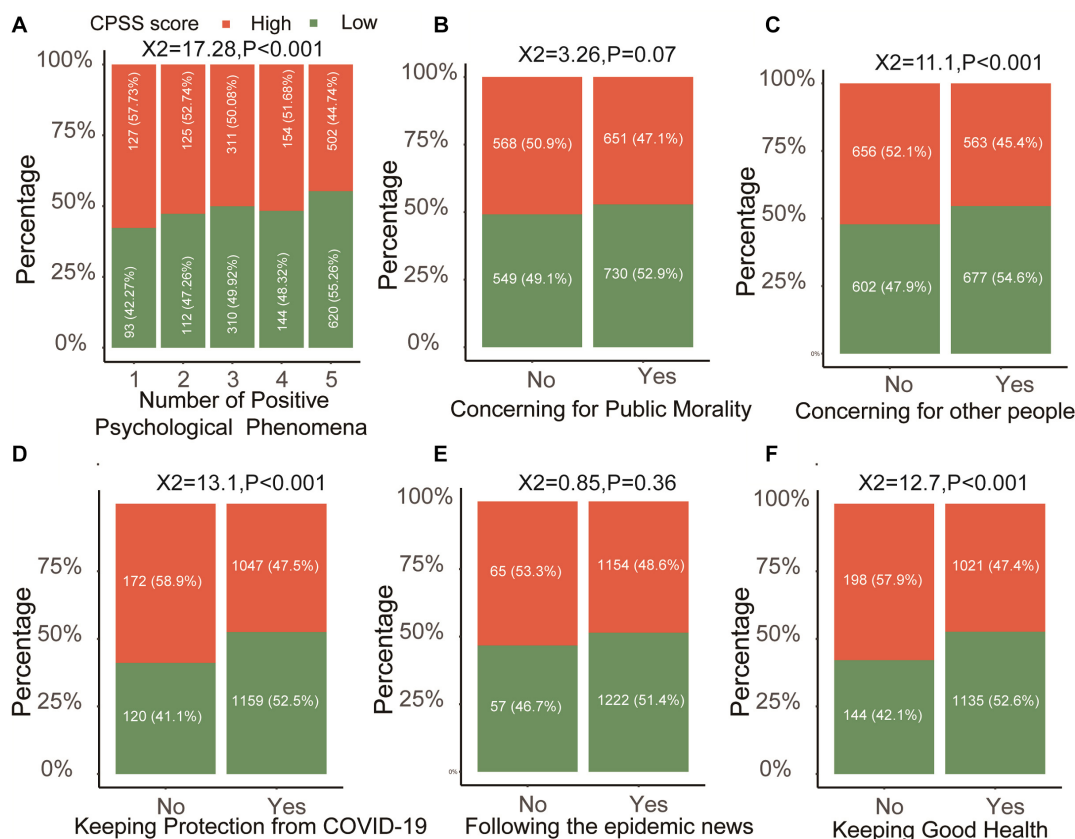 A
CPSS score High Low
X2=17.28,P<0.001
100%
75%
50%
25%
0%
Percentage
127 (57.73%)
125 (52.74%)
311 (50.08%)
154 (51.68%)
502 (44.74%)
93 (42.27%)
112 (47.26%)
310 (49.92%)
144 (48.32%)
620 (55.26%)
1 2 3 4 5
Number of Positive
Psychological Phenomena
B
X2=3.26,P=0.07
100%
75%
50%
25%
0%
Percentage
568 (50.9%) 651 (47.1%)
549 (49.1%) 730 (52.9%)
No Yes
Concerning for Public Morality
C
X2=11.1,P<0.001
100%
75%
50%
25%
0%
Percentage
656 (52.1%) 563 (45.4%)
602 (47.9%) 677 (54.6%)
No Yes
Concerning for other people
D
X2=13.1,P<0.001
75%
50%
25%
0%
Percentage
172 (58.9%) 1047 (47.5%)
120 (41.1%) 1159 (52.5%)
No Yes
Keeping Protection from COVID-19
E
X2=0.85,P=0.36
100%
75%
50%
25%
0%
Percentage
65 (53.3%) 1154 (48.6%)
57 (46.7%) 1222 (51.4%)
No Yes
Following the epidemic news
F
X2=12.7,P<0.001
100%
75%
50%
25%
0%
Percentage
198 (57.9%) 1021 (47.4%)
144 (42.1%) 1135 (52.6%)
No Yes
Keeping Good Health